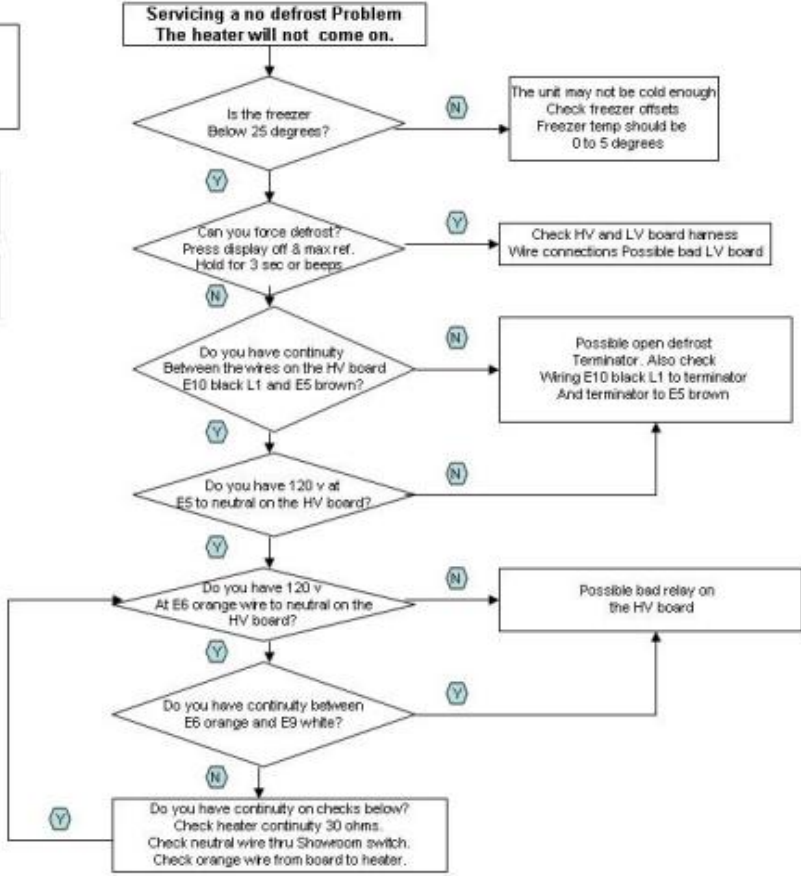 Servicing a no defrost Problem
The heater will not come on.
Is the freezer
Below 25 degrees?
N
The unit may not be cold enough
Check freezer offsets
Freezer temp should be
0 to 5 degrees
Y
Can you force defrost?
Press display off & max ref.
Hold for 3 sec or beeps
Y
Check HV and LV board harness
Wire connections Possible bad LV board
N
Do you have continuity
Between the wires on the HV board
E10 black L1 and E5 brown?
N
Possible open defrost
Terminator. Also check
Wiring E10 black L1 to terminator
And terminator to E5 brown
Y
Do you have 120 v at
E5 to neutral on the HV board?
N
Y
Do you have 120 v
At E6 orange wire to neutral on the
HV board?
N
Possible bad relay on
the HV board
Y
Do you have continuity between
E6 orange and E9 white?
Y
N
Do you have continuity on checks below?
Check heater continuity 30 ohms.
Check neutral wire thru Showroom switch.
Check orange wire from board to heater.
Y